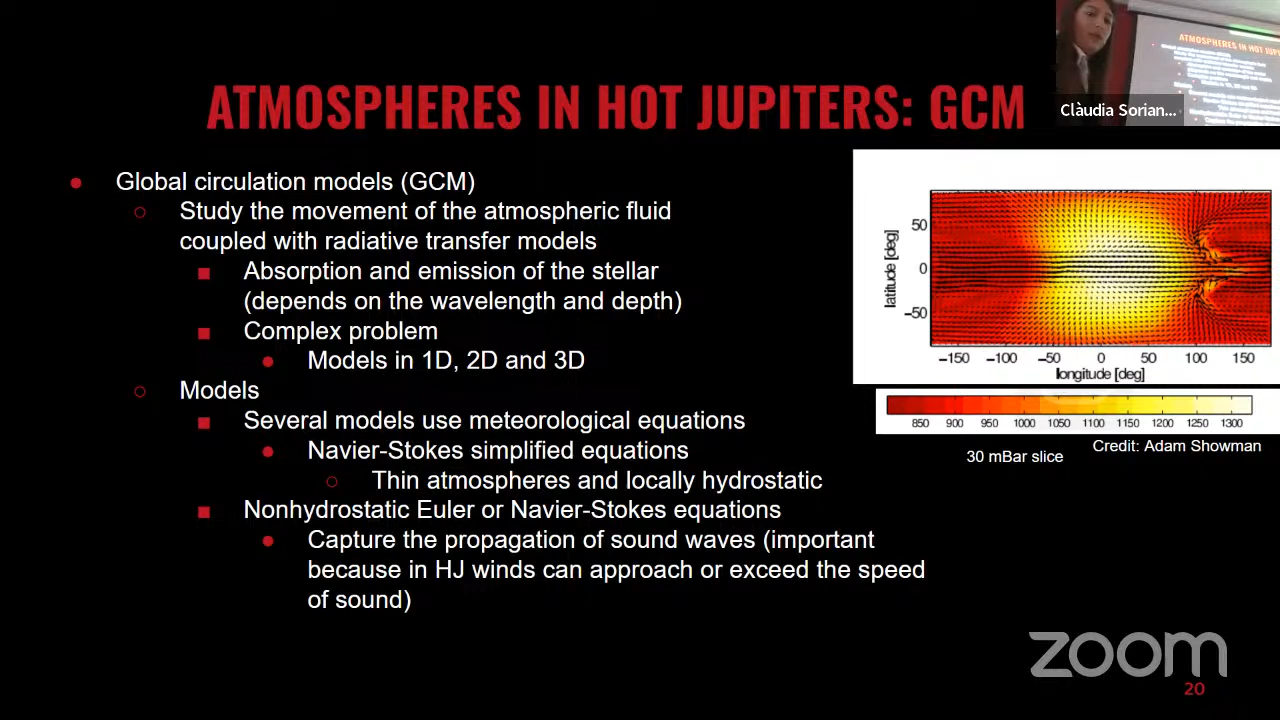 ATMOSPHERES IN HOT JUPITERS: GCM
Clàudia Sorian...
Global circulation models (GCM)
Study the movement of the atmospheric fluid
coupled with radiative transfer models
Absorption and emission of the stellar
(depends on the wavelength and depth)
Complex problem
Models in 1D, 2D and 3D
Models
Several models use meteorological equations
Navier-Stokes simplified equations
Thin atmospheres and locally hydrostatic
Nonhydrostatic Euler or Navier-Stokes equations
Capture the propagation of sound waves (important
because in HJ winds can approach or exceed the speed
of sound)
latitude [deg]
50
0
−50
−150 −100 −50 0 50 100 150
longitude [deg]
850 900 950 1000 1050 1100 1150 1200 1250 1300
Credit: Adam Showman
30 mBar slice
zoom
20
ATMOSPHERES IN HOT JUPI